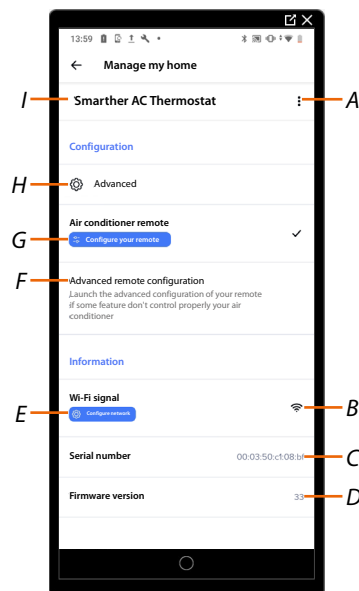 13:59
Manage my home
I
Smarther AC Thermostat
A
Configuration
H
Advanced
Air conditioner remote
G
Configure your remote
F
Advanced remote configuration
Launch the advanced configuration of your remote
if some feature don't control properly your air
conditioner
Information
Wi-Fi signal
B
E
Configure network
Serial number
00:03:50:c1:08:bf
C
Firmware version
33
D